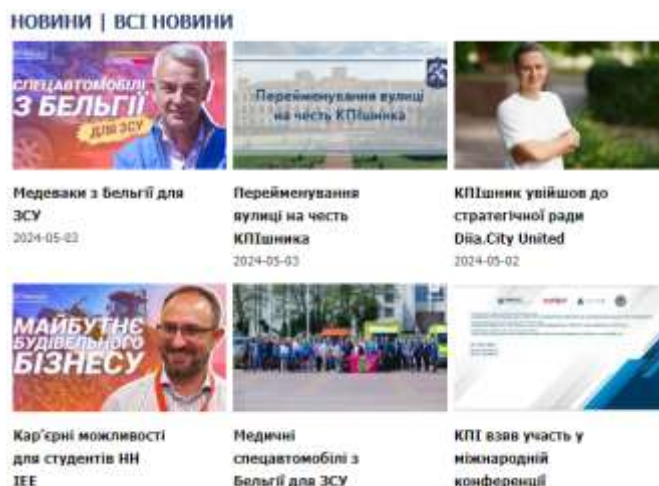 НОВИНИ | ВСІ НОВИНИ
СПЕЦАВТОМОБІЛІ
З БЕЛЬГІЇ
ДЛЯ ЗСУ
Перейменування вулиці
на честь КПІшника
Медеваки з Бельгії для
ЗСУ
2024-05-03
Перейменування
вулиці на честь
КПІшника
2024-05-03
КПІшник увійшов до
стратегічної ради
Diia.City United
2024-05-02
МАЙБУТНЄ
БУДІВЕЛЬНОГО
БІЗНЕСУ
Кар'єрні можливості
для студентів НН
ІЕЕ
Медичні
спецавтомобілі з
Бельгії для ЗСУ
КПІ взяв участь у
міжнародній
конференції